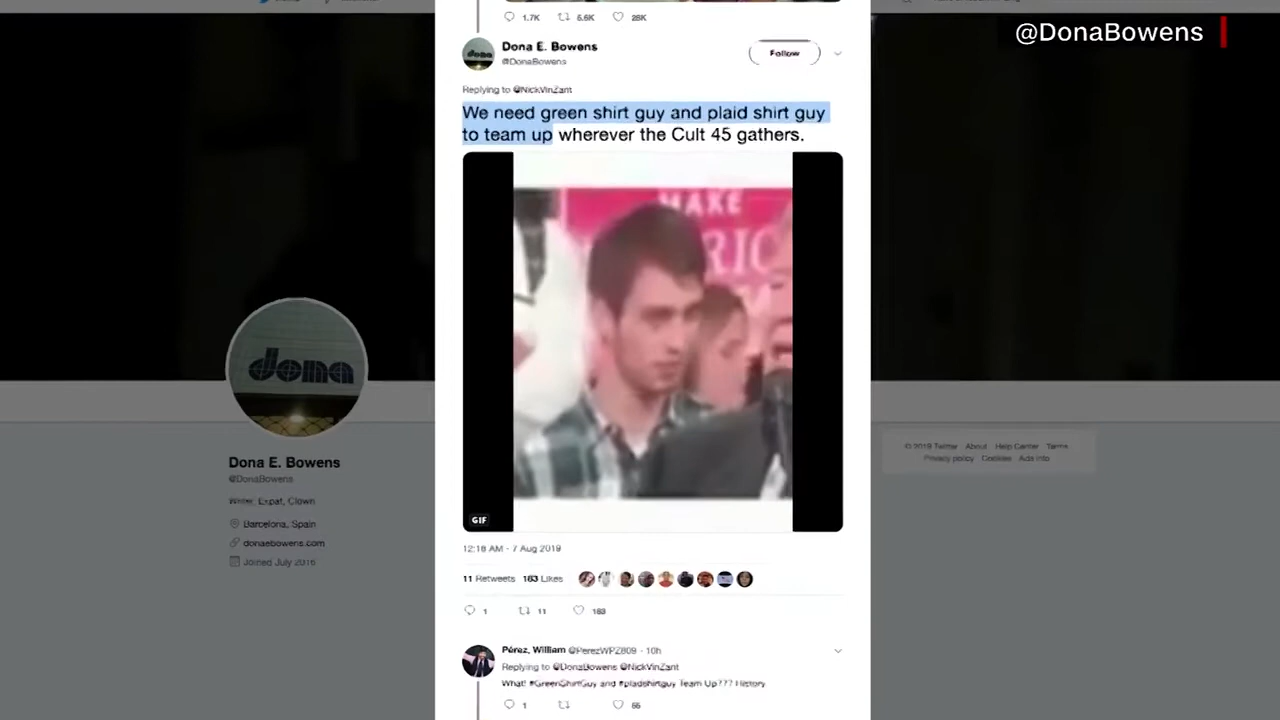 @DonaBowens
1.7K 5.6K 28K
Dona E. Bowens
@DonaBowens
Follow
Replying to @NickVinZant
We need green shirt guy and plaid shirt guy
to team up wherever the Cult 45 gathers.
MAKE
RIC
GIF
12:18 AM - 7 Aug 2019
11 Retweets 183 Likes
1 11 183
Pérez, William @PerezWPZ809 · 10h
Replying to @DonaBowens @NickVinZant
What! #GreenShirtGuy and #pladshirtguy Team Up??? History
1 55
dona
Dona E. Bowens
@DonaBowens
Writer, Expat, Clown
Barcelona, Spain
donaebowens.com
Joined July 2016
© 2019 Twitter About Help Center Terms
Privacy policy Cookies Ads info